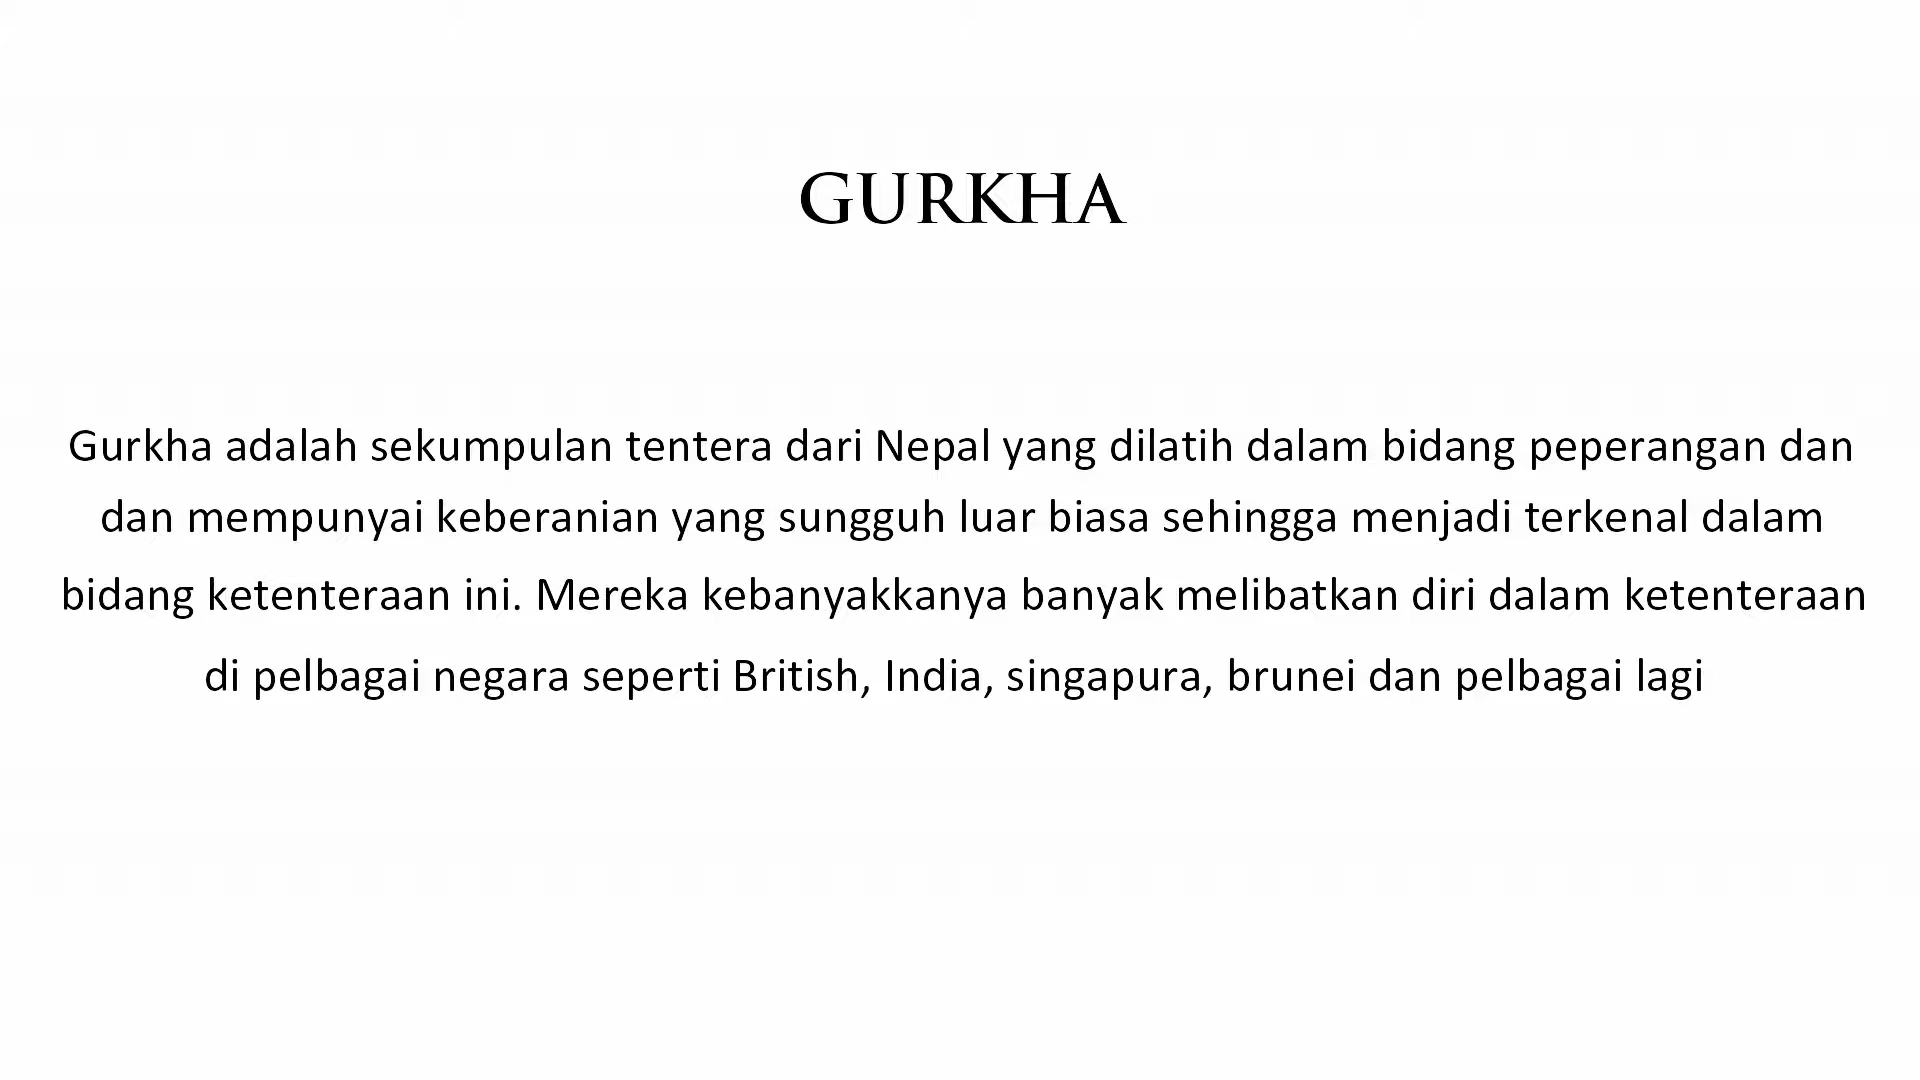 GURKHA
Gurkha adalah sekumpulan tentera dari Nepal yang dilatih dalam bidang peperangan dan
dan mempunyai keberanian yang sungguh luar biasa sehingga menjadi terkenal dalam
bidang ketenteraan ini. Mereka kebanyakkanya banyak melibatkan diri dalam ketenteraan
di pelbagai negara seperti British, India, singapura, brunei dan pelbagai lagi